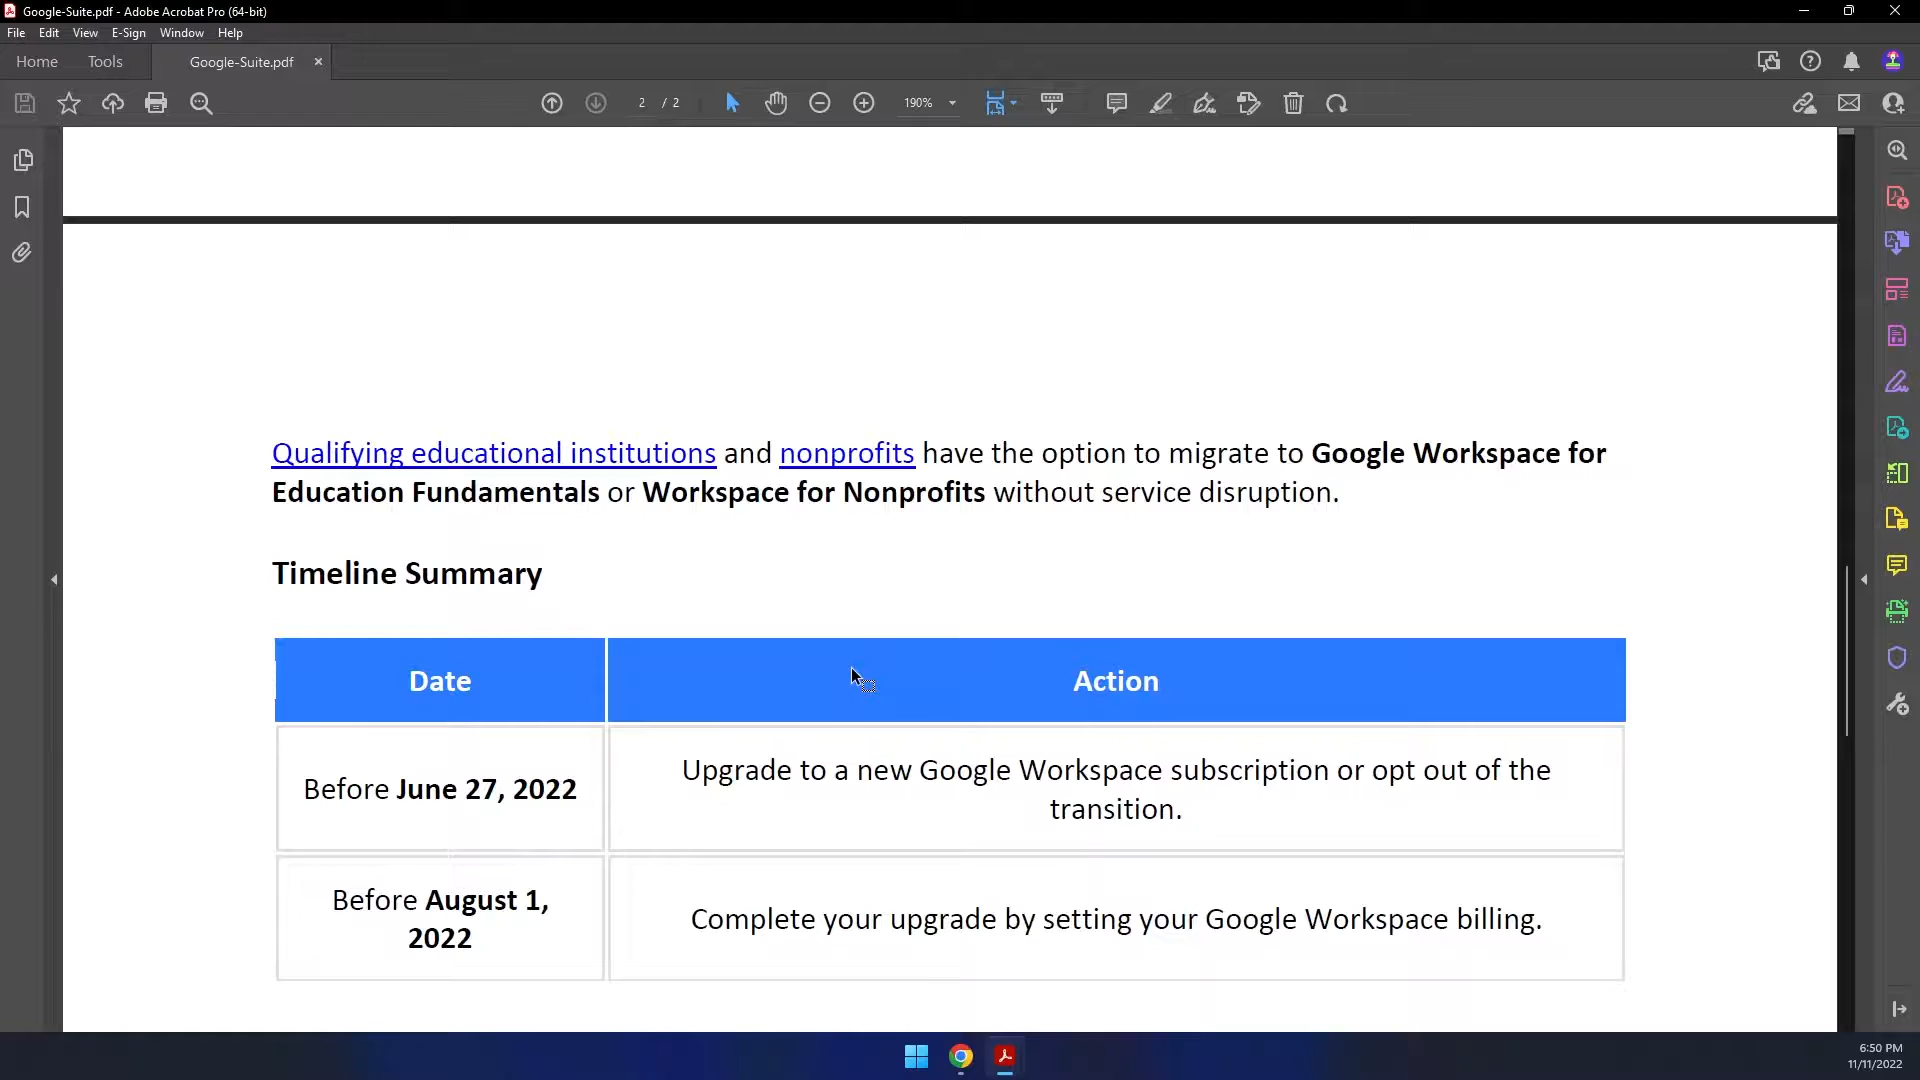 Google-Suite.pdf - Adobe Acrobat Pro (64-bit)
File Edit View E-Sign Window Help
Home Tools Google-Suite.pdf
2 / 2 190%
Qualifying educational institutions and nonprofits have the option to migrate to Google Workspace for
Education Fundamentals or Workspace for Nonprofits without service disruption.
Timeline Summary
Date Action
Before June 27, 2022
Upgrade to a new Google Workspace subscription or opt out of the
transition.
Before August 1,
2022
Complete your upgrade by setting your Google Workspace billing.
6:50 PM
11/11/2022